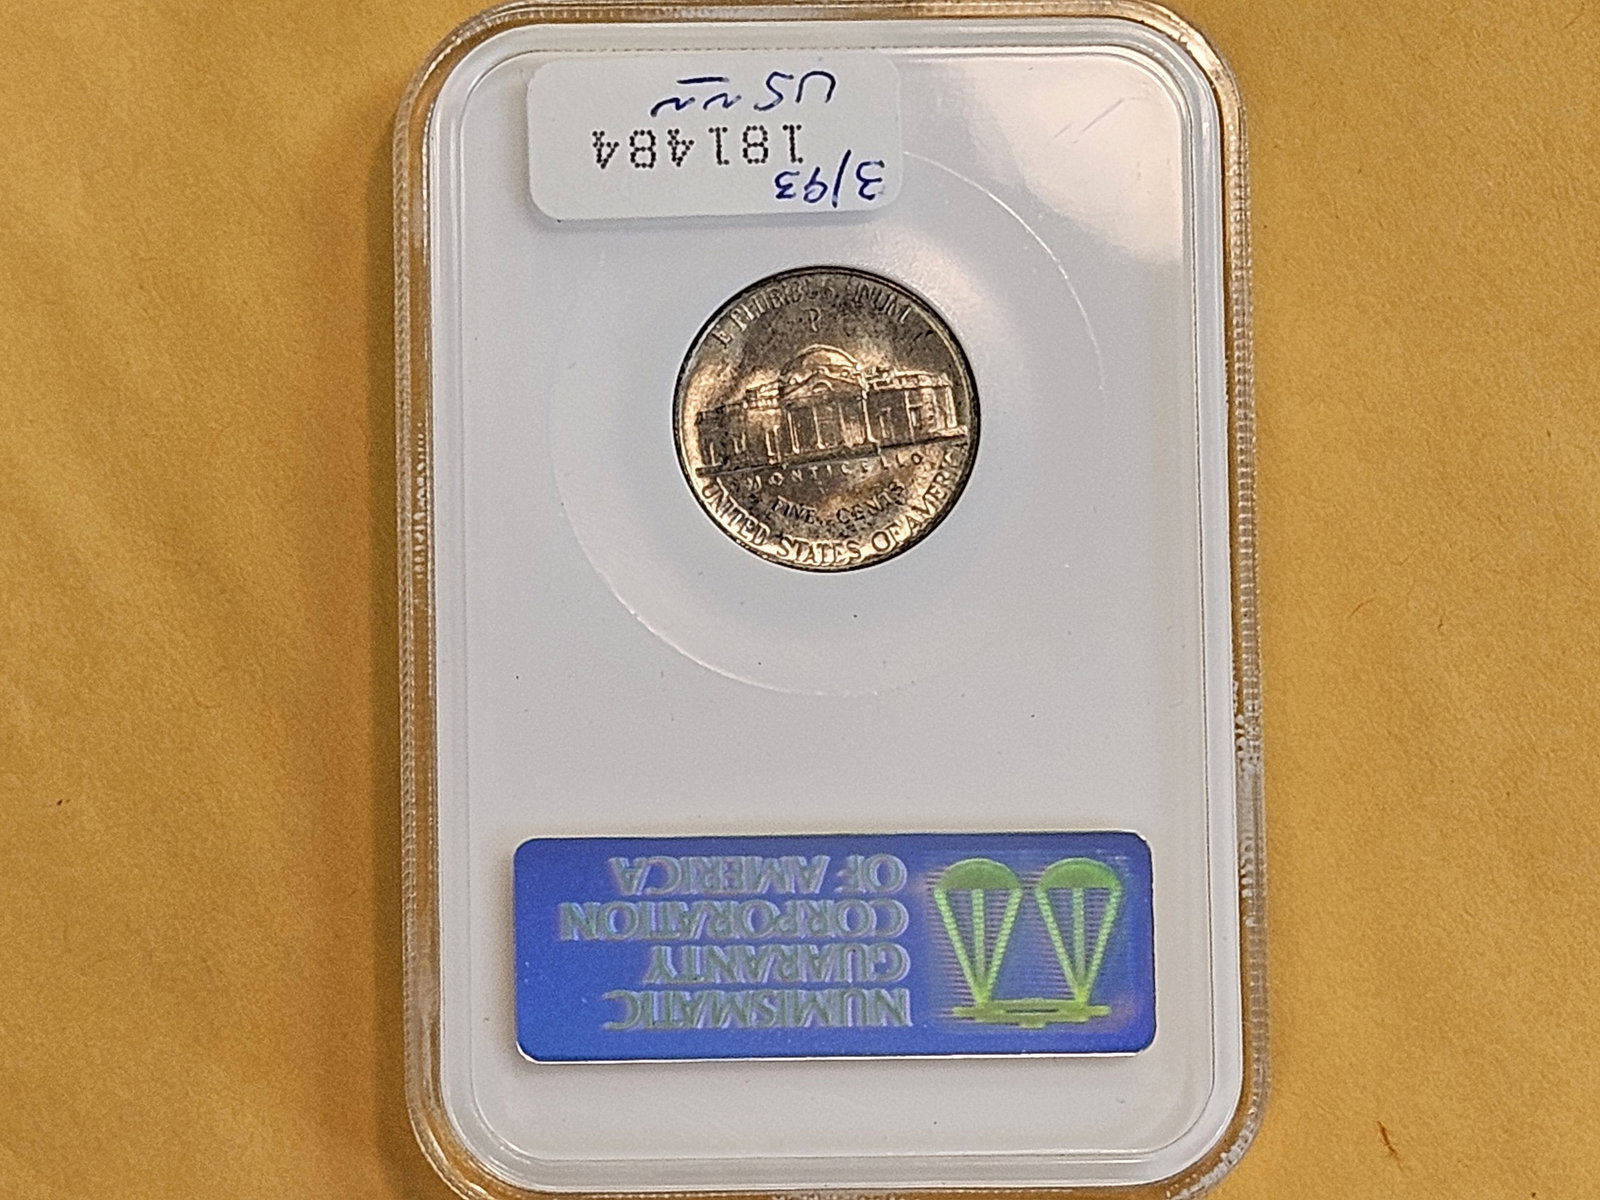 3/93
181484
US
E PLURIBUS UNUM
P
MONTICELLO
FIVE CENTS
UNITED STATES OF AMERICA
NUMISMATIC
GUARANTY
CORPORATION
OF AMERICA